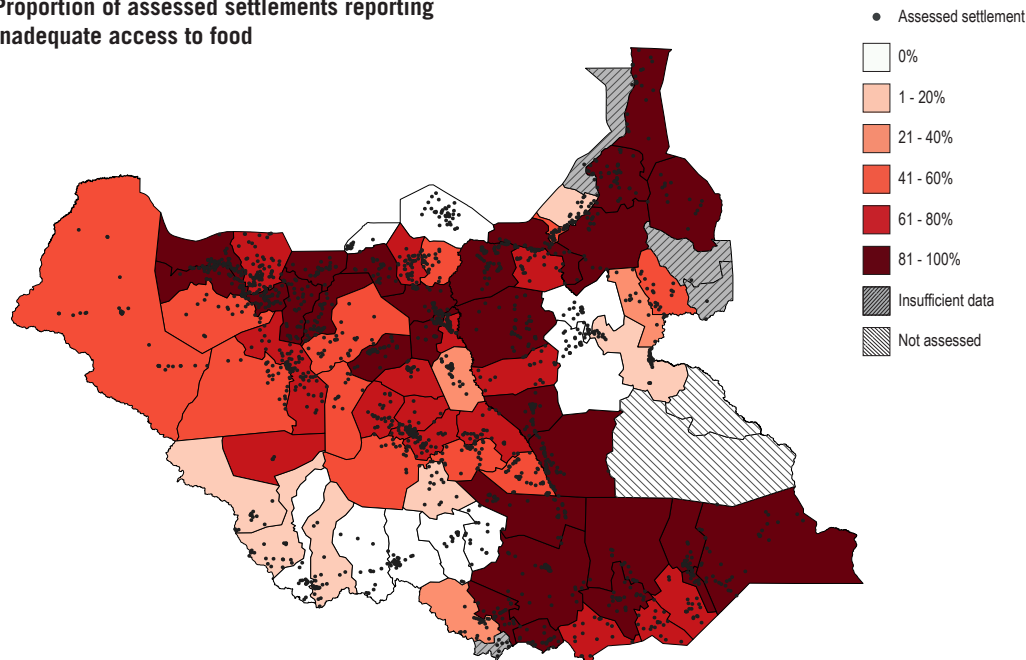 Proportion of assessed settlements reporting
nadequate access to food
Assessed settlement
0%
1 - 20%
21 - 40%
41 - 60%
61 - 80%
81 - 100%
Insufficient data
Not assessed